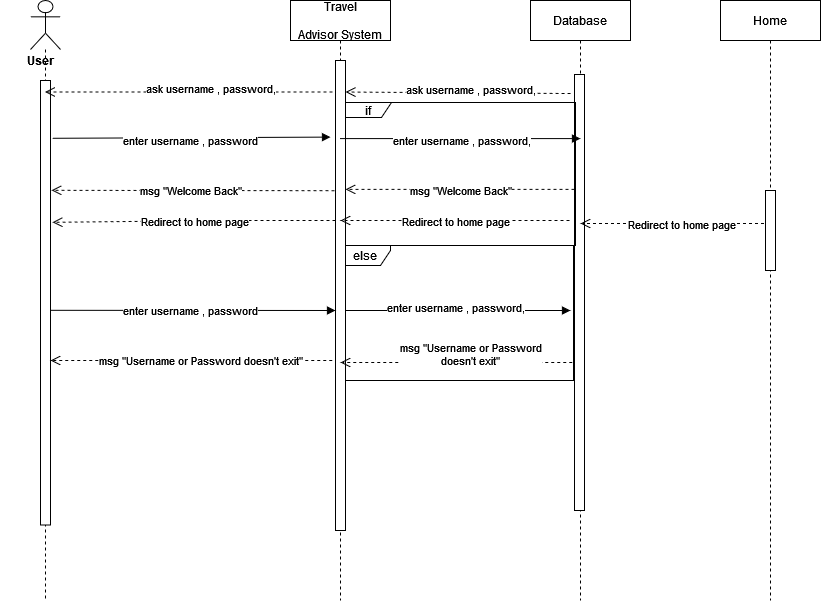 Travel
Advisor System
Database
Home
User
ask username , password,
ask username , password,
if
enter username , password
enter username , password,
msg "Welcome Back"
msg "Welcome Back"
Redirect to home page
Redirect to home page
Redirect to home page
else
enter username , password
enter username , password,
msg "Username or Password doesn't exit"
msg "Username or Password
doesn't exit"